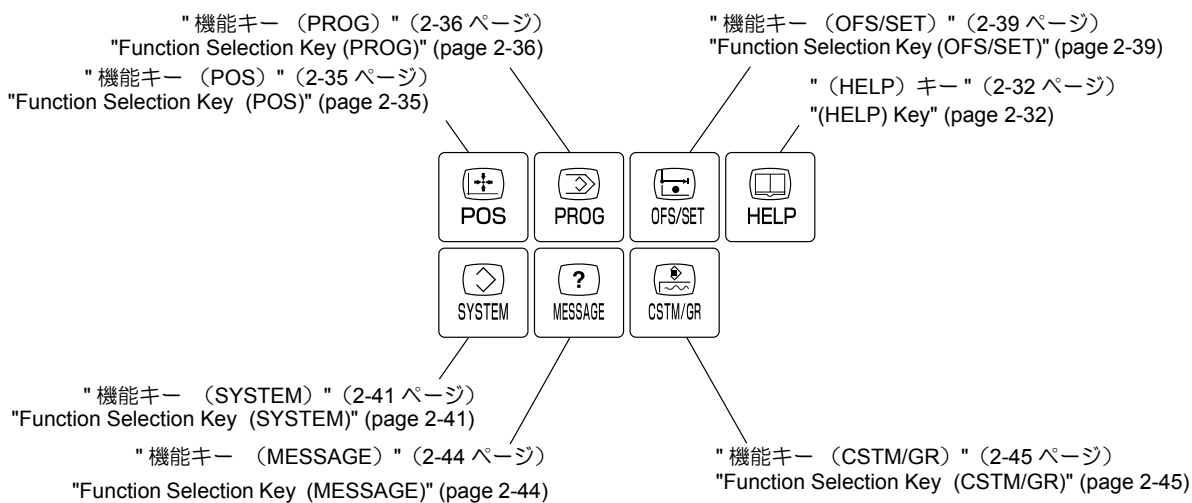 "機能キー （PROG）"（2-36 ページ）
"Function Selection Key (PROG)" (page 2-36)
"機能キー （OFS/SET）"（2-39 ページ）
"Function Selection Key (OFS/SET)" (page 2-39)
"機能キー （POS）"（2-35 ページ）
"Function Selection Key (POS)" (page 2-35)
"（HELP）キー"（2-32 ページ）
"(HELP) Key" (page 2-32)
POS PROG OFS/SET HELP
?
SYSTEM MESSAGE CSTM/GR
"機能キー （SYSTEM）"（2-41 ページ）
"Function Selection Key (SYSTEM)" (page 2-41)
"機能キー （MESSAGE）"（2-44 ページ）
"Function Selection Key (MESSAGE)" (page 2-44)
"機能キー （CSTM/GR）"（2-45 ページ）
"Function Selection Key (CSTM/GR)" (page 2-45)